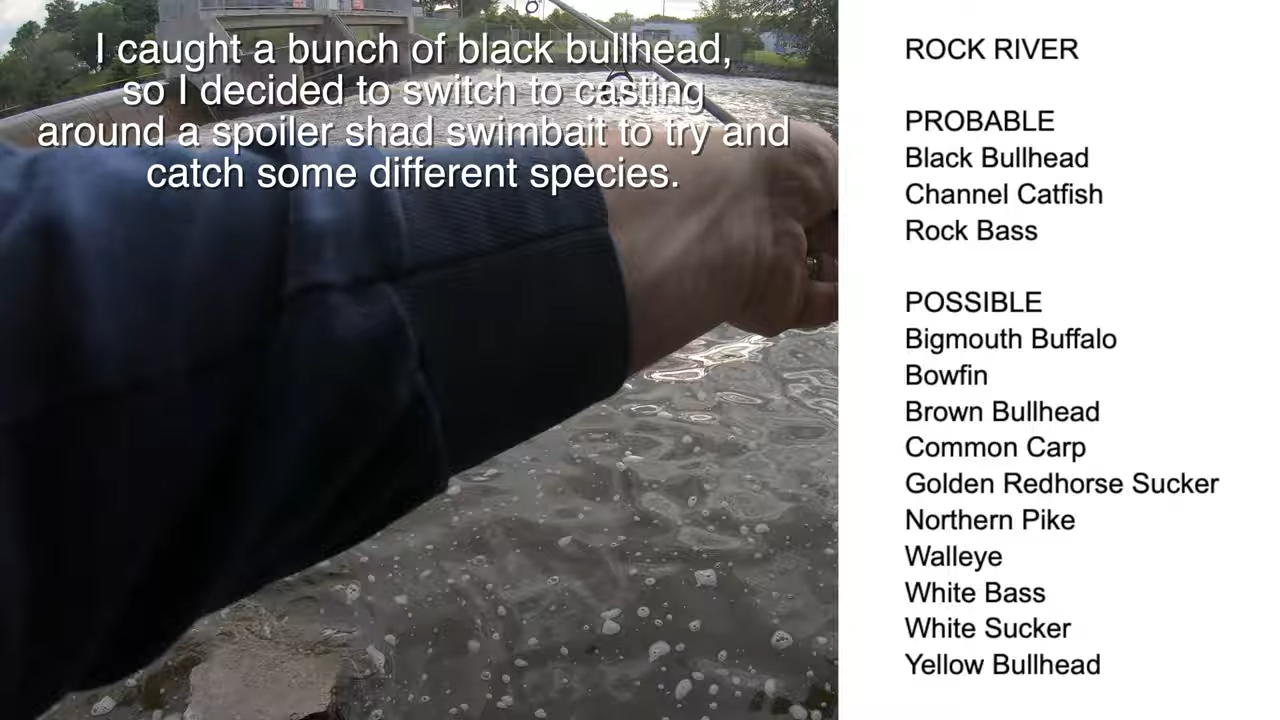 I caught a bunch of black bullhead,
so I decided to switch to casting
around a spoiler shad swimbait to try and
catch some different species.
ROCK RIVER
PROBABLE
Black Bullhead
Channel Catfish
Rock Bass
POSSIBLE
Bigmouth Buffalo
Bowfin
Brown Bullhead
Common Carp
Golden Redhorse Sucker
Northern Pike
Walleye
White Bass
White Sucker
Yellow Bullhead